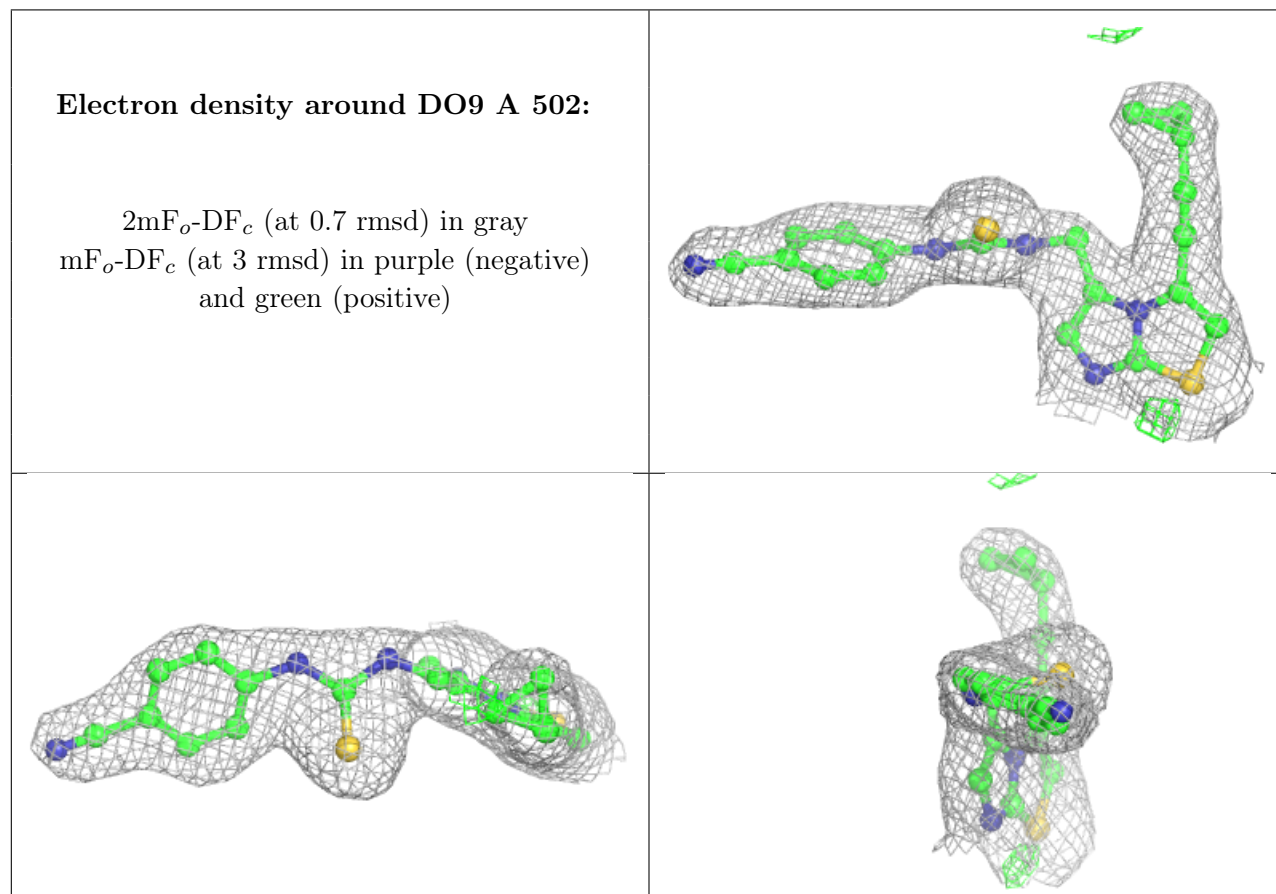 Electron density around DO9 A 502:
2mFo-DFc (at 0.7 rmsd) in gray
mFo-DFc (at 3 rmsd) in purple (negative)
and green (positive)